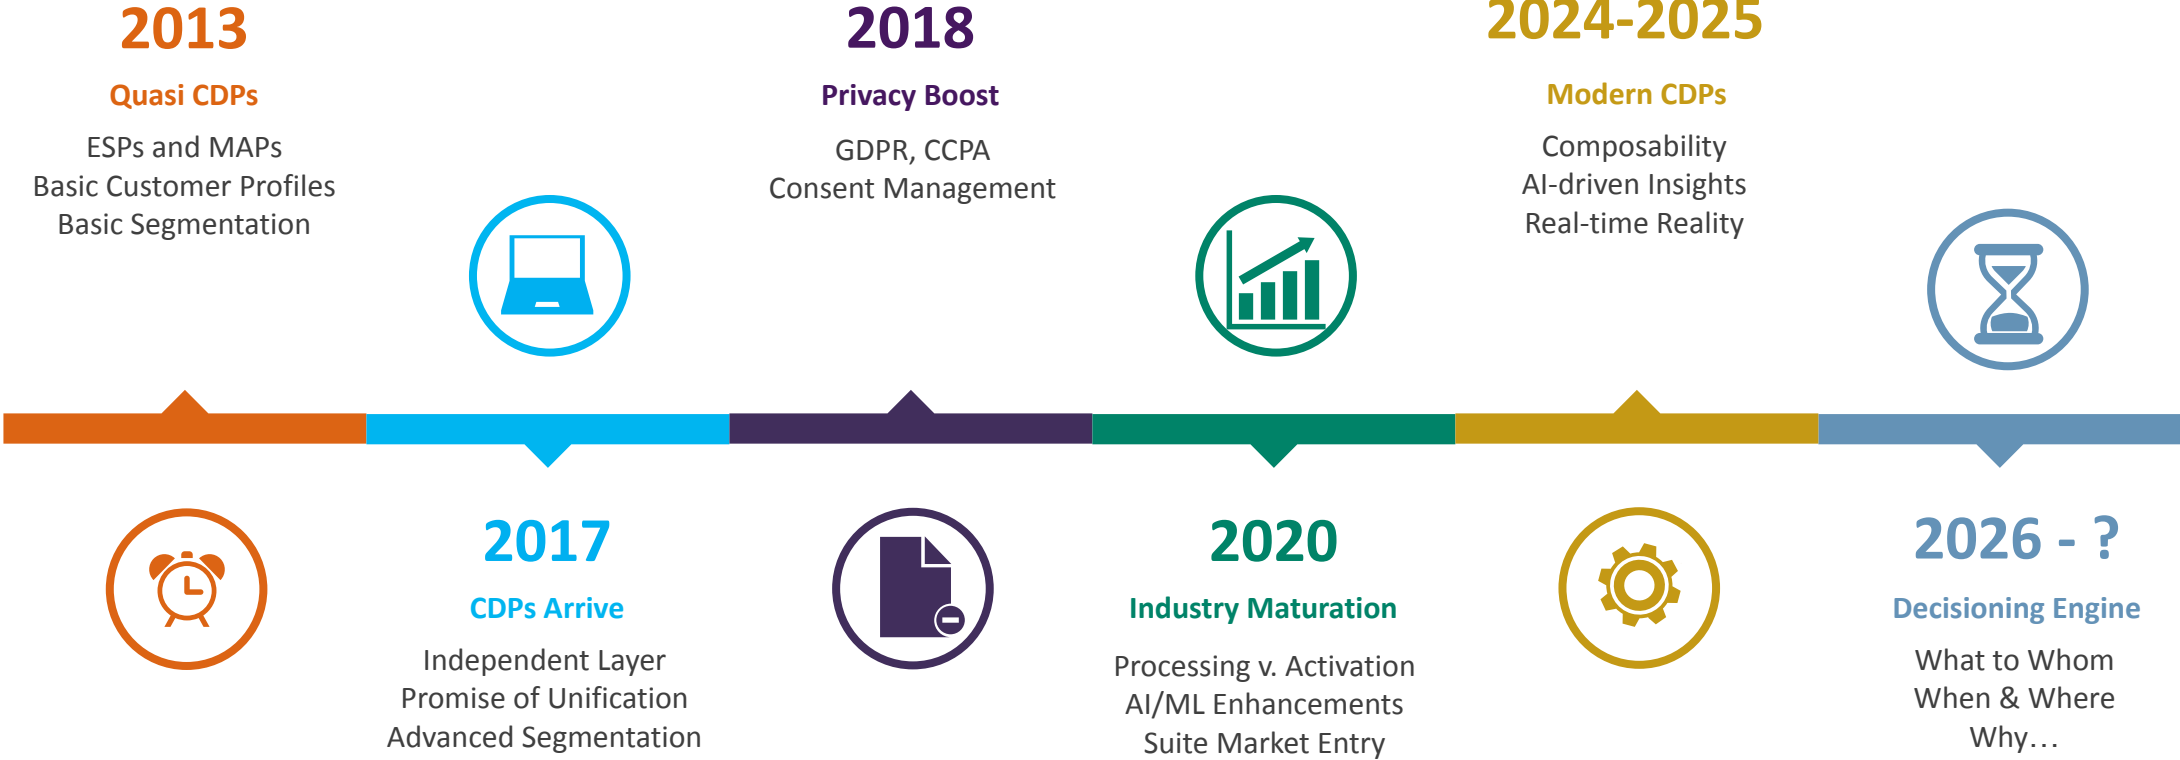 2013
Quasi CDPs
ESPs and MAPs
Basic Customer Profiles
Basic Segmentation
2017
CDPs Arrive
Independent Layer
Promise of Unification
Advanced Segmentation
2018
Privacy Boost
GDPR, CCPA
Consent Management
2020
Industry Maturation
Processing v. Activation
AI/ML Enhancements
Suite Market Entry
2024-2025
Modern CDPs
Composability
AI-driven Insights
Real-time Reality
2026 - ?
Decisioning Engine
What to Whom
When & Where
Why…